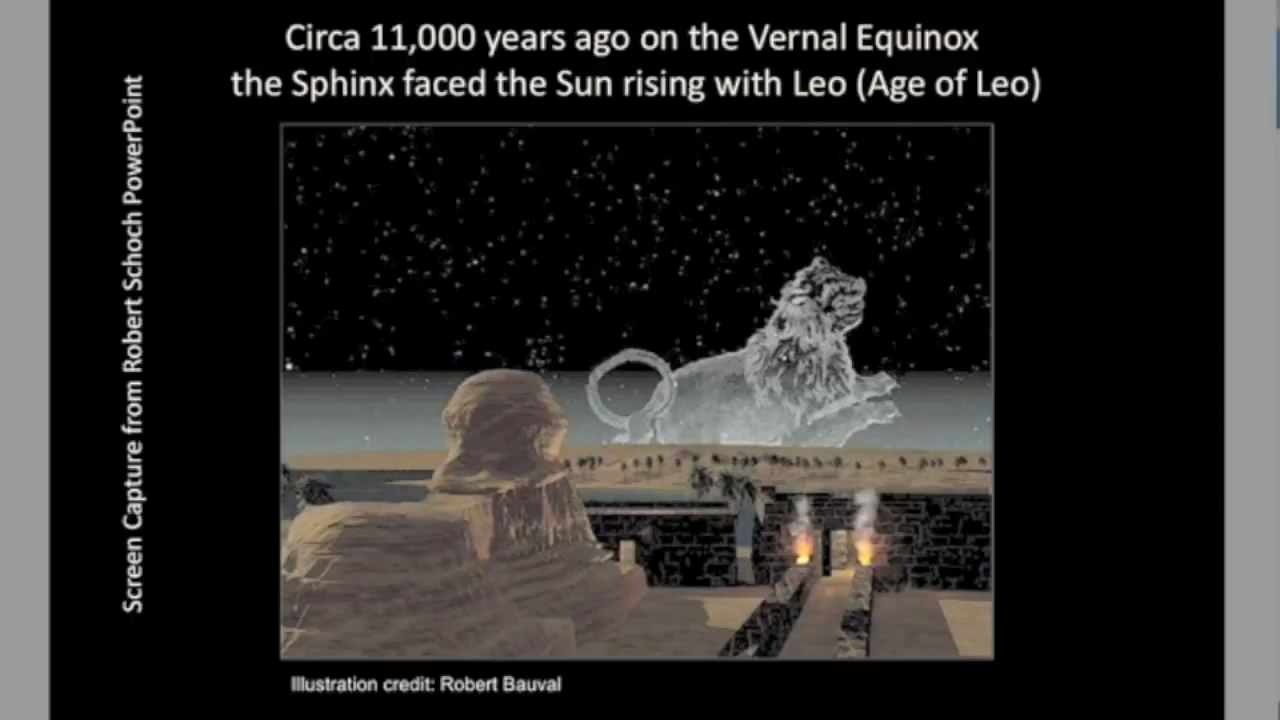 Circa 11,000 years ago on the Vernal Equinox
the Sphinx faced the Sun rising with Leo (Age of Leo)
Screen Capture from Robert Schoch PowerPoint
Illustration credit: Robert Bauval